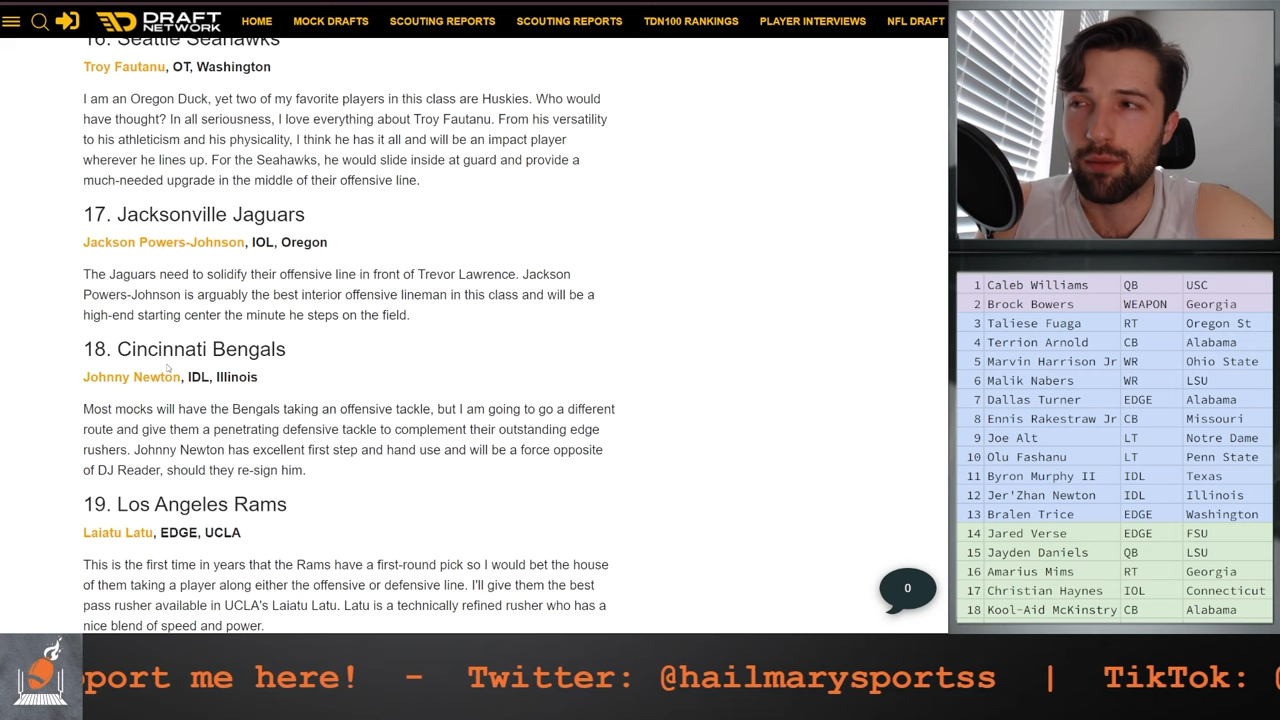 DRAFT
NETWORK
HOME MOCK DRAFTS SCOUTING REPORTS SCOUTING REPORTS TDN100 RANKINGS PLAYER INTERVIEWS NFL DRAFT
16. Seattle Seahawks
Troy Fautanu, OT, Washington
I am an Oregon Duck, yet two of my favorite players in this class are Huskies. Who would
have thought? In all seriousness, I love everything about Troy Fautanu. From his versatility
to his athleticism and his physicality, I think he has it all and will be an impact player
wherever he lines up. For the Seahawks, he would slide inside at guard and provide a
much-needed upgrade in the middle of their offensive line.
17. Jacksonville Jaguars
Jackson Powers-Johnson, IOL, Oregon
The Jaguars need to solidify their offensive line in front of Trevor Lawrence. Jackson
Powers-Johnson is arguably the best interior offensive lineman in this class and will be a
high-end starting center the minute he steps on the field.
18. Cincinnati Bengals
Johnny Newton, IDL, Illinois
Most mocks will have the Bengals taking an offensive tackle, but I am going to go a different
route and give them a penetrating defensive tackle to complement their outstanding edge
rushers. Johnny Newton has excellent first step and hand use and will be a force opposite
of DJ Reader, should they re-sign him.
19. Los Angeles Rams
Laiatu Latu, EDGE, UCLA
This is the first time in years that the Rams have a first-round pick so I would bet the house
of them taking a player along either the offensive or defensive line. I'll give them the best
pass rusher available in UCLA's Laiatu Latu. Latu is a technically refined rusher who has a
nice blend of speed and power.
0
1 Caleb Williams QB USC
2 Brock Bowers WEAPON Georgia
3 Taliese Fuaga RT Oregon St
4 Terrion Arnold CB Alabama
5 Marvin Harrison Jr WR Ohio State
6 Malik Nabers WR LSU
7 Dallas Turner EDGE Alabama
8 Ennis Rakestraw Jr CB Missouri
9 Joe Alt LT Notre Dame
10 Olu Fashanu LT Penn State
11 Byron Murphy II IDL Texas
12 Jer'Zhan Newton IDL Illinois
13 Bralen Trice EDGE Washington
14 Jared Verse EDGE FSU
15 Jayden Daniels QB LSU
16 Amarius Mims RT Georgia
17 Christian Haynes IOL Connecticut
18 Kool-Aid McKinstry CB Alabama
pport me here! - Twitter: @hailmarysportss | TikTok: @